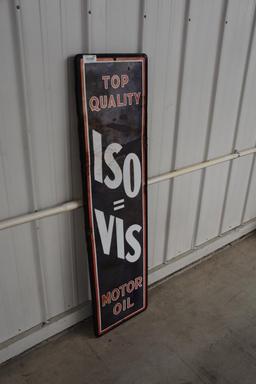 TOP
QUALITY
ISO
=
VIS
MOTOR
OIL